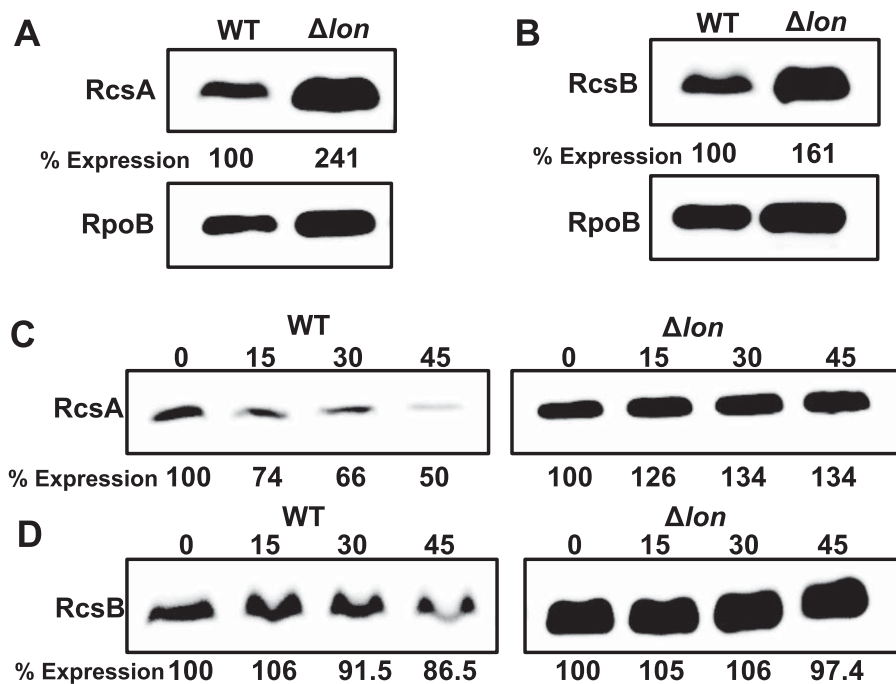 A WT Δlon
RcsA
% Expression 100 241
RpoB
B WT Δlon
RcsB
% Expression 100 161
RpoB
C WT Δlon
0 15 30 45 0 15 30 45
RcsA
% Expression 100 74 66 50 100 126 134 134
D WT Δlon
0 15 30 45 0 15 30 45
RcsB
% Expression 100 106 91.5 86.5 100 105 106 97.4